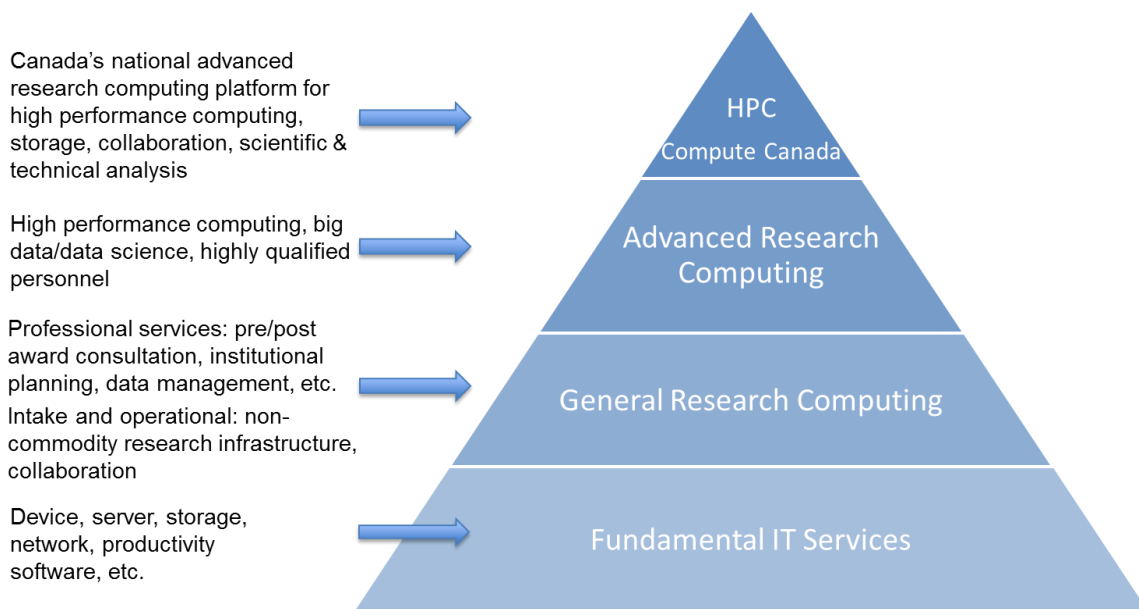 Canada's national advanced
research computing platform for
high performance computing,
storage, collaboration, scientific &
technical analysis
HPC
Compute Canada
High performance computing, big
data/data science, highly qualified
personnel
Advanced Research
Computing
Professional services: pre/post
award consultation, institutional
planning, data management, etc.
Intake and operational: non-
commodity research infrastructure,
collaboration
General Research Computing
Device, server, storage,
network, productivity
software, etc.
Fundamental IT Services